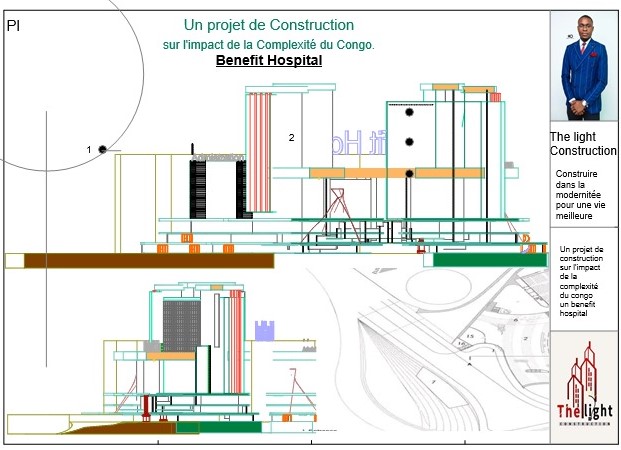 PI
Un projet de Construction
sur l'impact de la Complexité du Congo.
Benefit Hospital
1
2
The light
Construction
Construire
dans la
modernitée
pour une vie
meilleure
Un projet de
construction
sur l'impact
de la
complexité
du congo
un benefit
hospital
The light
CONSTRUCTION